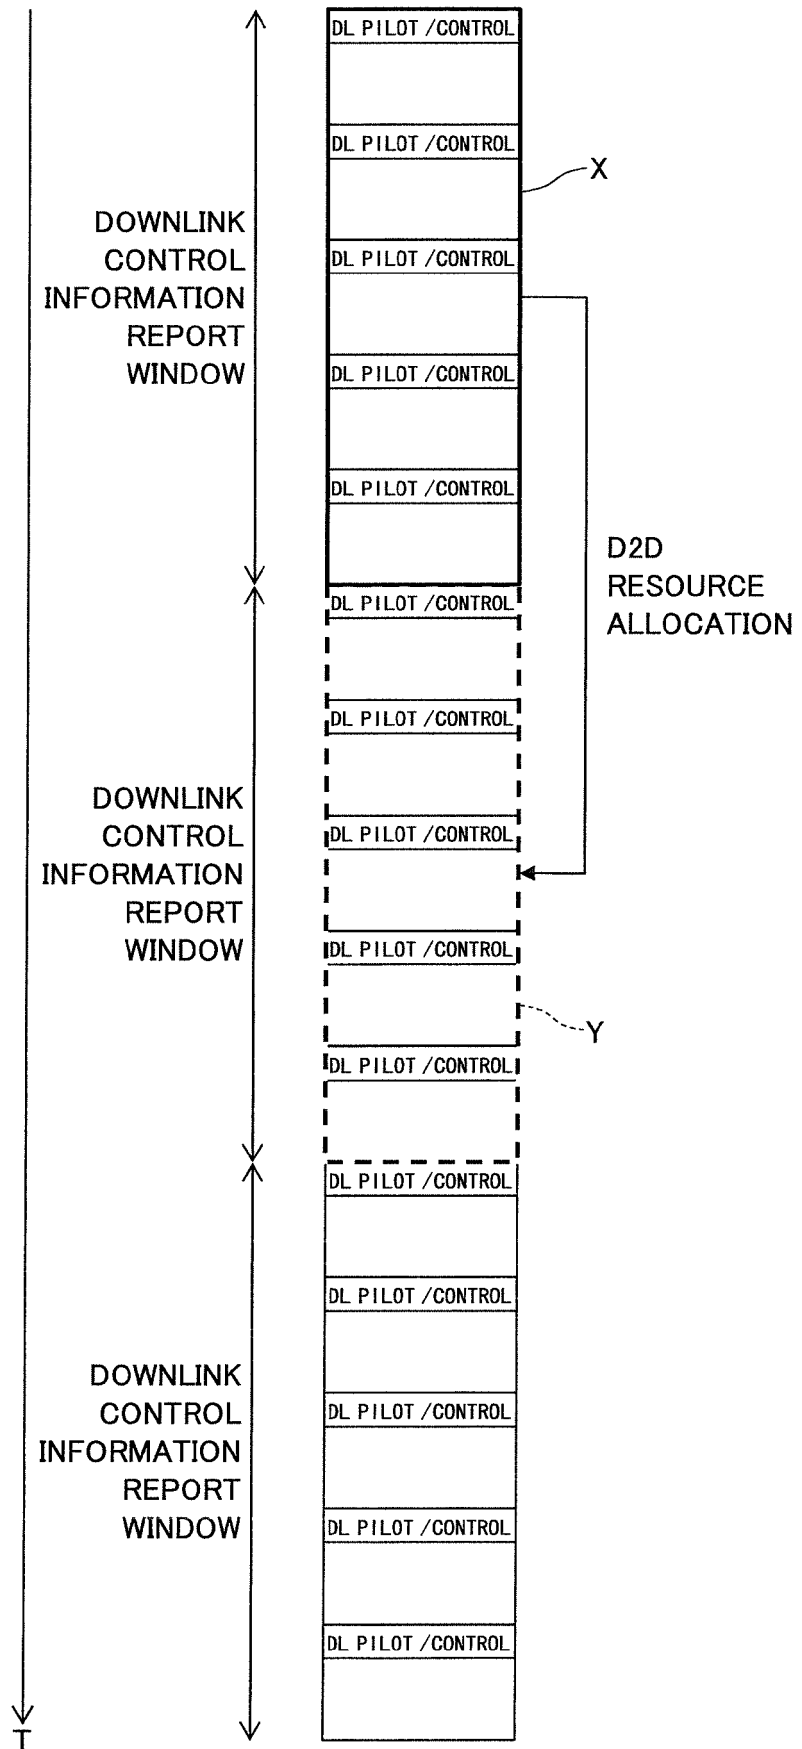 DL PILOT /CONTROL
DL PILOT /CONTROL
X
DOWNLINK
CONTROL
INFORMATION
REPORT
WINDOW
DL PILOT /CONTROL
DL PILOT /CONTROL
DL PILOT /CONTROL
D2D
RESOURCE
ALLOCATION
DL PILOT /CONTROL
DL PILOT /CONTROL
DOWNLINK
CONTROL
INFORMATION
REPORT
WINDOW
DL PILOT /CONTROL
DL PILOT /CONTROL
Y
DL PILOT /CONTROL
DL PILOT /CONTROL
DL PILOT /CONTROL
DOWNLINK
CONTROL
INFORMATION
REPORT
WINDOW
DL PILOT /CONTROL
DL PILOT /CONTROL
DL PILOT /CONTROL
T